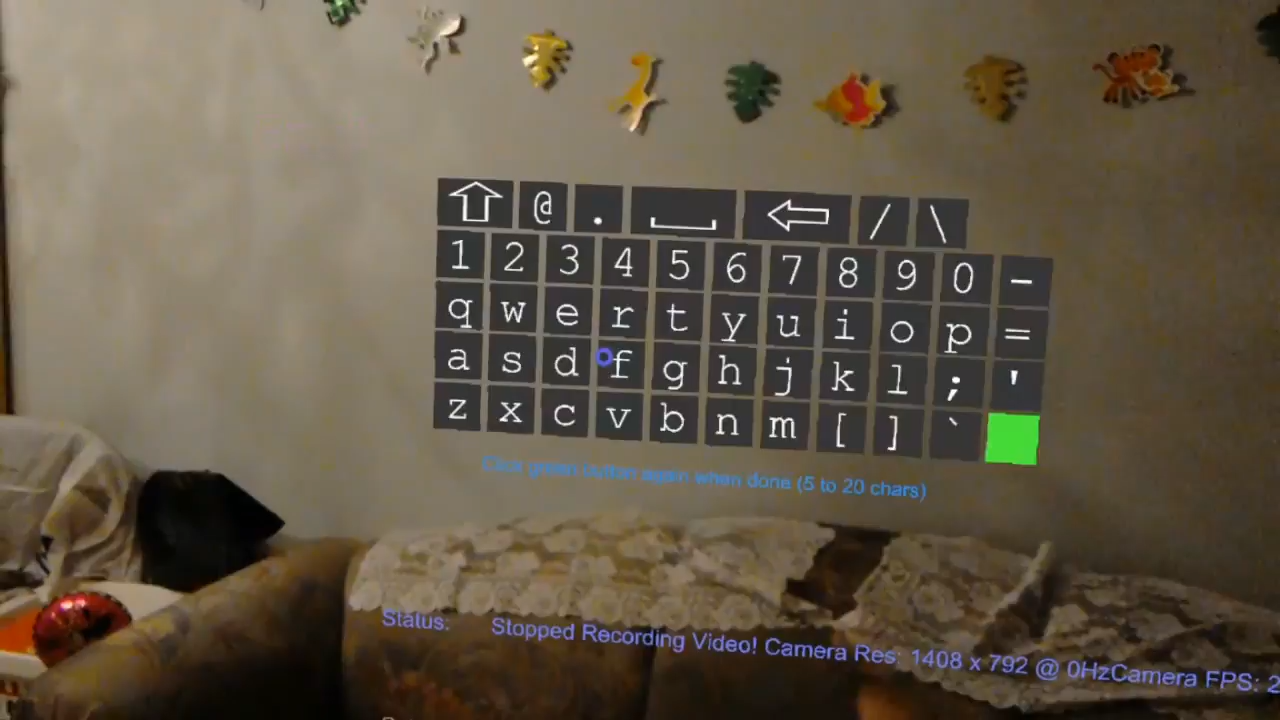 @ . / \
1 2 3 4 5 6 7 8 9 0 -
q w e r t y u i o p =
a s d f g h j k l ; '
z x c v b n m [ ] `
Click green button again when done (5 to 20 chars)
Status: Stopped Recording Video! Camera Res: 1408 x 792 @ 0HzCamera FPS: 2